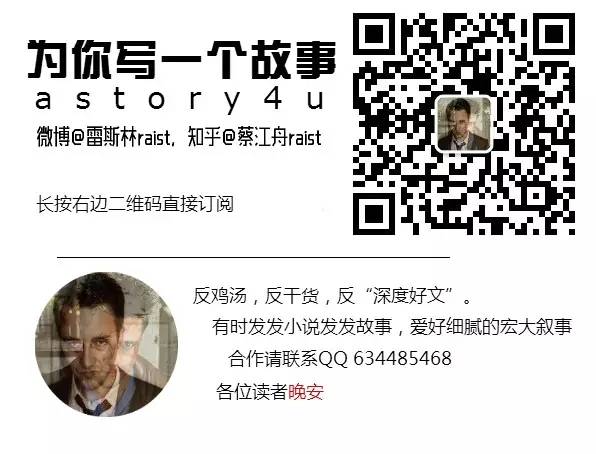 为你写一个故事
astory4u
微博@雷斯林raist，知乎@蔡江舟raist
长按右边二维码直接订阅
反鸡汤，反干货，反“深度好文”。
有时发发小说发发故事，爱好细腻的宏大叙事
合作请联系QQ 634485468
各位读者晚安